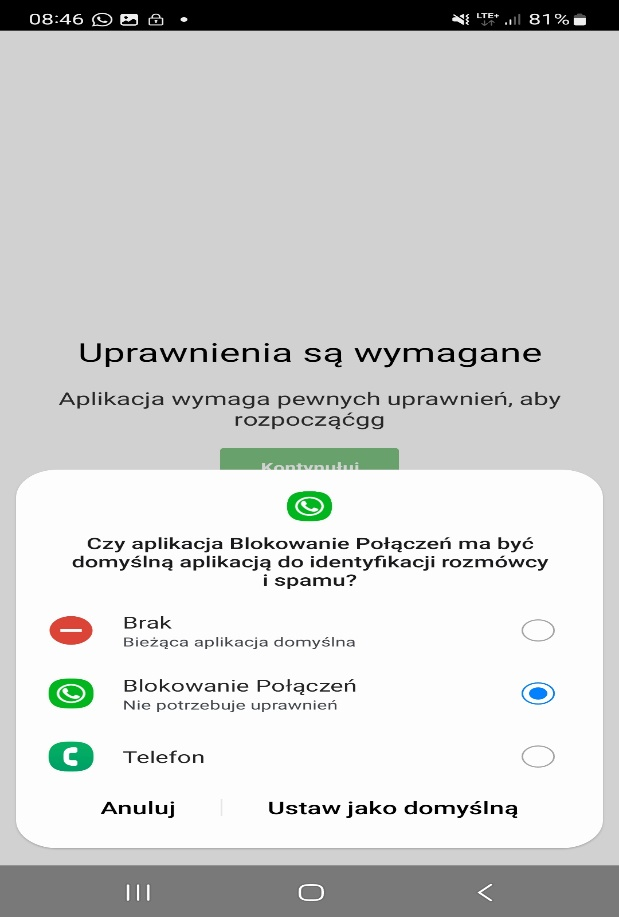 08:46 LTE+ 81%
Uprawnienia są wymagane
Aplikacja wymaga pewnych uprawnień, aby
rozpocząćgg
Kontynuuj
Czy aplikacja Blokowanie Połączeń ma być
domyślną aplikacją do identyfikacji rozmówcy
i spamu?
Brak
Bieżąca aplikacja domyślna
Blokowanie Połączeń
Nie potrzebuje uprawnień
Telefon
Anuluj
Ustaw jako domyślną